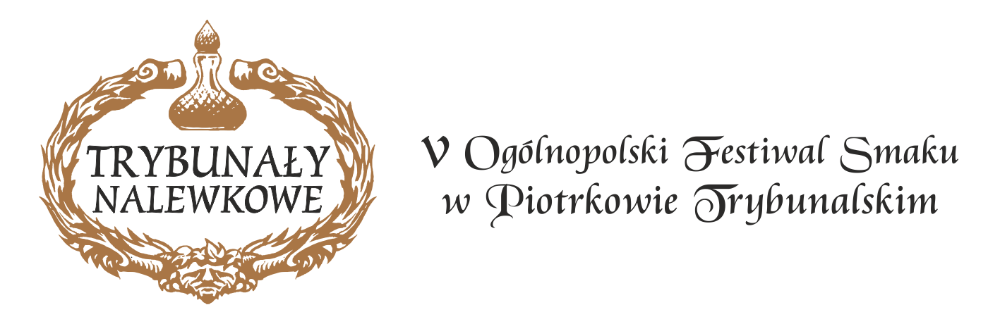 TRYBUNAŁY
NALEWKOWE
V Ogólnopolski Festiwal Smaku
w Piotrkowie Trybunalskim